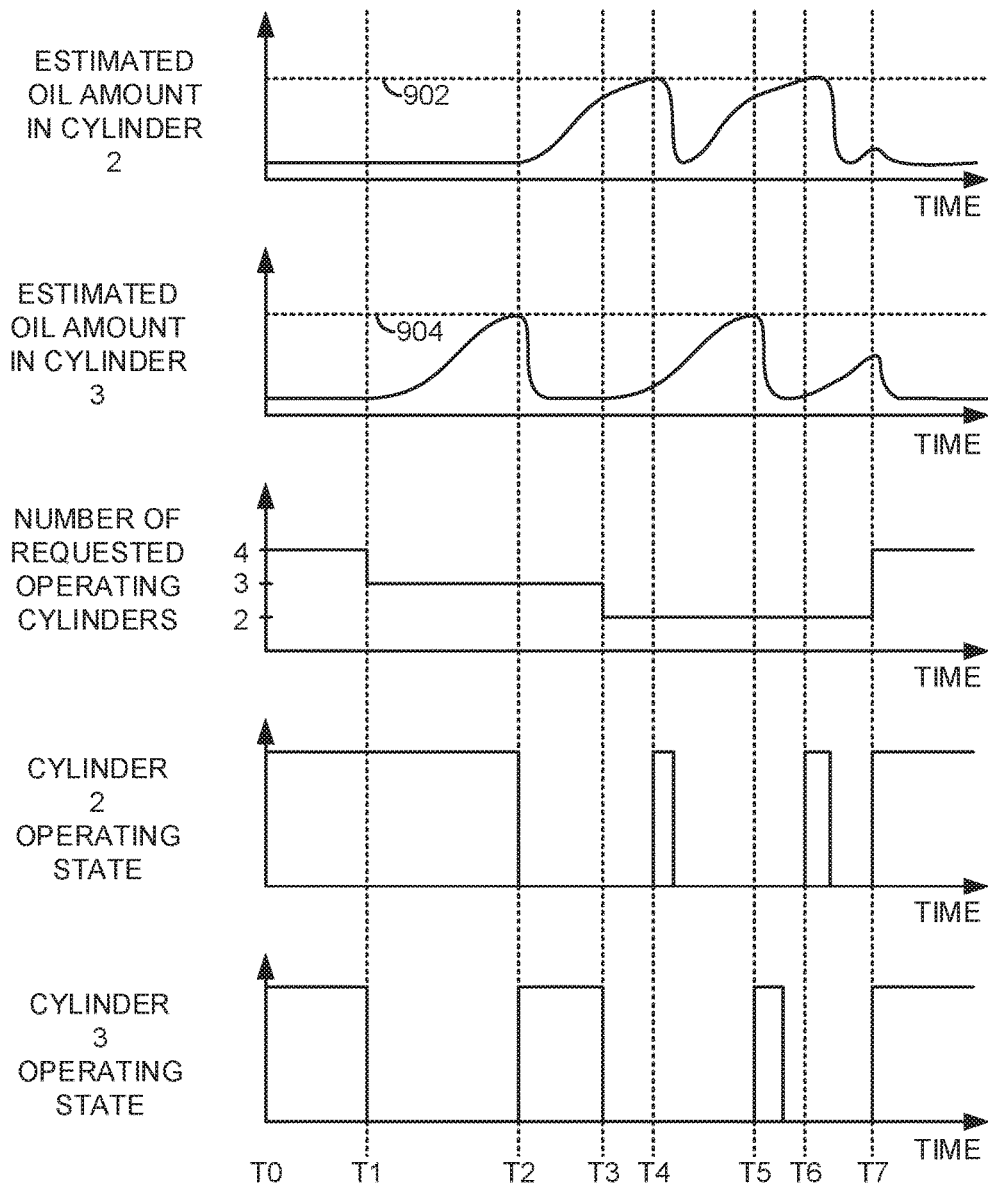 ESTIMATED
OIL AMOUNT
IN CYLINDER
2
902
TIME
ESTIMATED
OIL AMOUNT
IN CYLINDER
3
904
TIME
NUMBER OF
REQUESTED
OPERATING
CYLINDERS
4
3
2
TIME
CYLINDER
2
OPERATING
STATE
TIME
CYLINDER
3
OPERATING
STATE
TIME
T0 T1 T2 T3 T4 T5 T6 T7